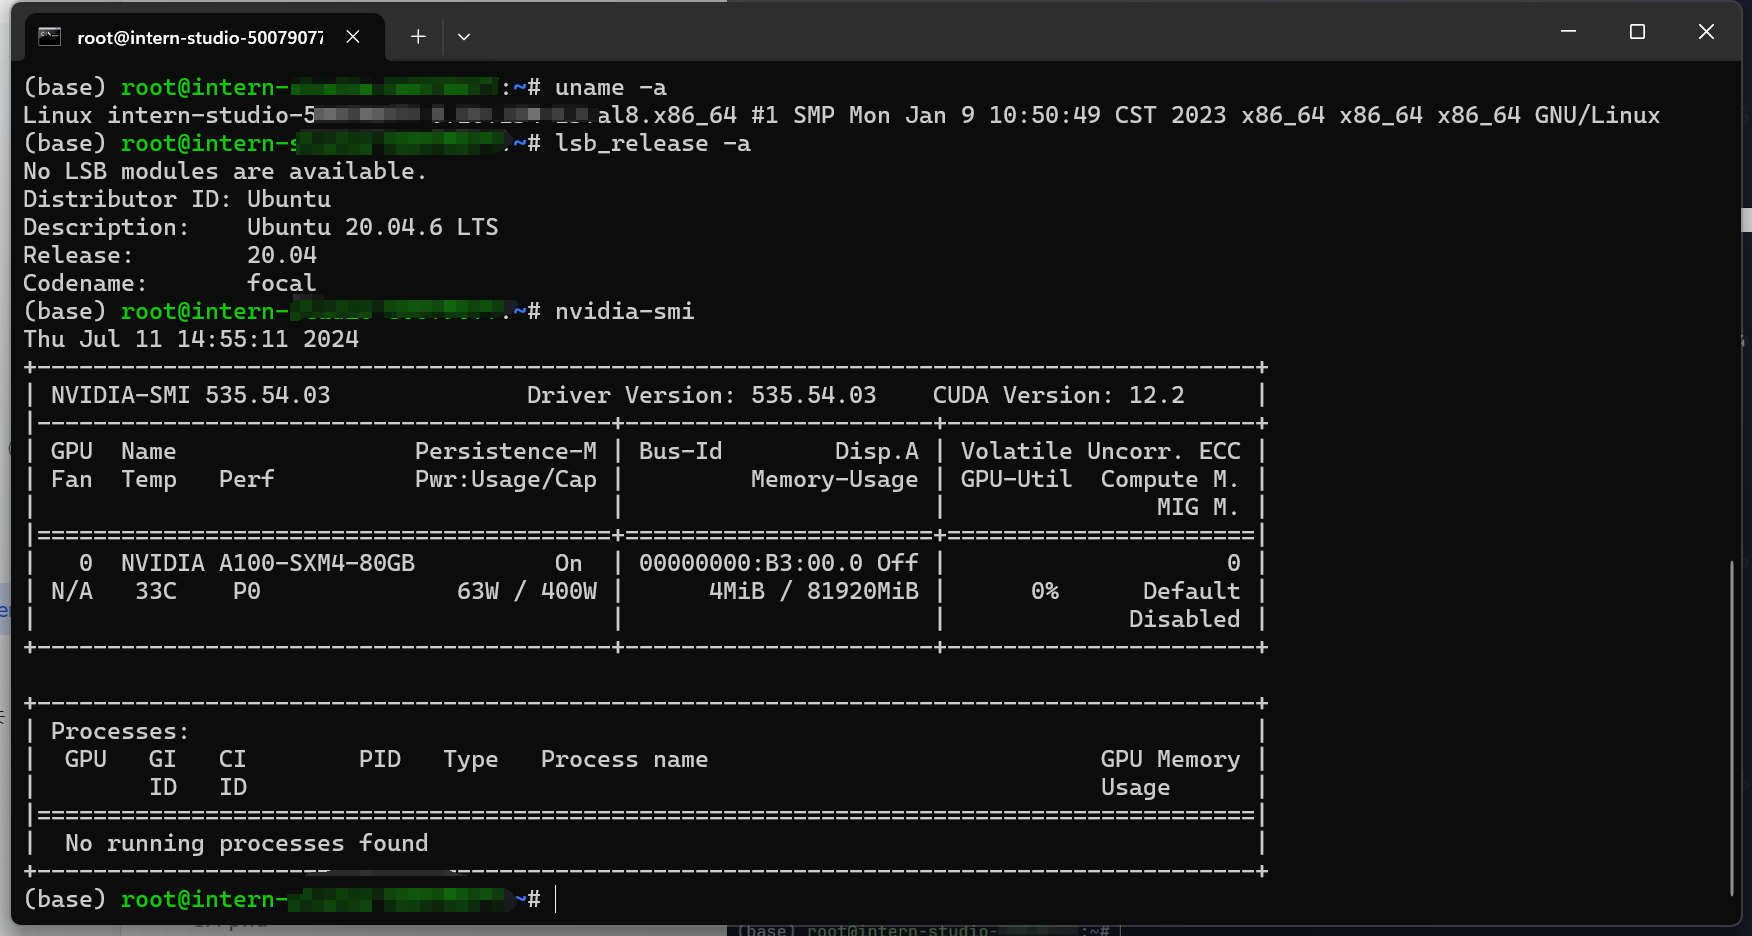 root@intern-studio-50079077
(base) root@intern- :~# uname -a
Linux intern-studio-5 al8.x86_64 #1 SMP Mon Jan 9 10:50:49 CST 2023 x86_64 x86_64 x86_64 GNU/Linux
(base) root@intern-s :~# lsb_release -a
No LSB modules are available.
Distributor ID: Ubuntu
Description:    Ubuntu 20.04.6 LTS
Release:        20.04
Codename:       focal
(base) root@intern- :~# nvidia-smi
Thu Jul 11 14:55:11 2024
+---------------------------------------------------------------------------------------+
| NVIDIA-SMI 535.54.03              Driver Version: 535.54.03    CUDA Version: 12.2     |
|-----------------------------------------+----------------------+----------------------+
| GPU  Name                 Persistence-M | Bus-Id        Disp.A | Volatile Uncorr. ECC |
| Fan  Temp   Perf          Pwr:Usage/Cap |         Memory-Usage | GPU-Util  Compute M. |
|                                         |                      |               MIG M. |
|=========================================+======================+======================|
|   0  NVIDIA A100-SXM4-80GB          On  | 00000000:B3:00.0 Off |                    0 |
| N/A   33C    P0              63W / 400W |      4MiB / 81920MiB |      0%      Default |
|                                         |                      |             Disabled |
+-----------------------------------------+----------------------+----------------------+
+---------------------------------------------------------------------------------------+
| Processes:                                                                            |
|  GPU   GI   CI        PID   Type   Process name                            GPU Memory |
|        ID   ID                                                             Usage      |
|=======================================================================================|
|  No running processes found                                                           |
+---------------------------------------------------------------------------------------+
(base) root@intern- ~#
(base) root@intern-studio- :~#